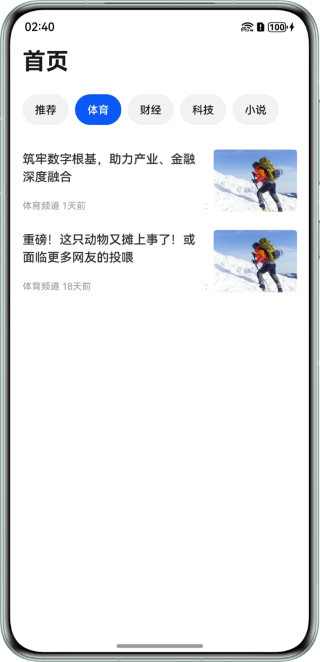 02:40
100
首页
推荐 体育 财经 科技 小说
筑牢数字根基，助力产业、金融
深度融合
体育频道 1天前
重磅！这只动物又摊上事了！或
面临更多网友的投喂
体育频道 18天前